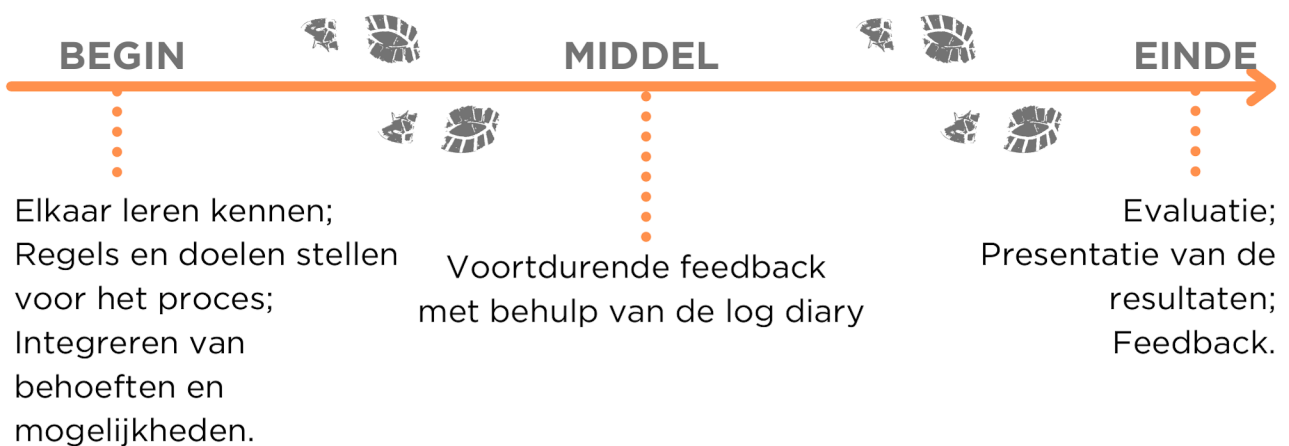 BEGIN
MIDDEL
EINDE
Elkaar leren kennen;
Regels en doelen stellen
voor het proces;
Integreren van
behoeften en
mogelijkheden.
Voortdurende feedback
met behulp van de log diary
Evaluatie;
Presentatie van de
resultaten;
Feedback.